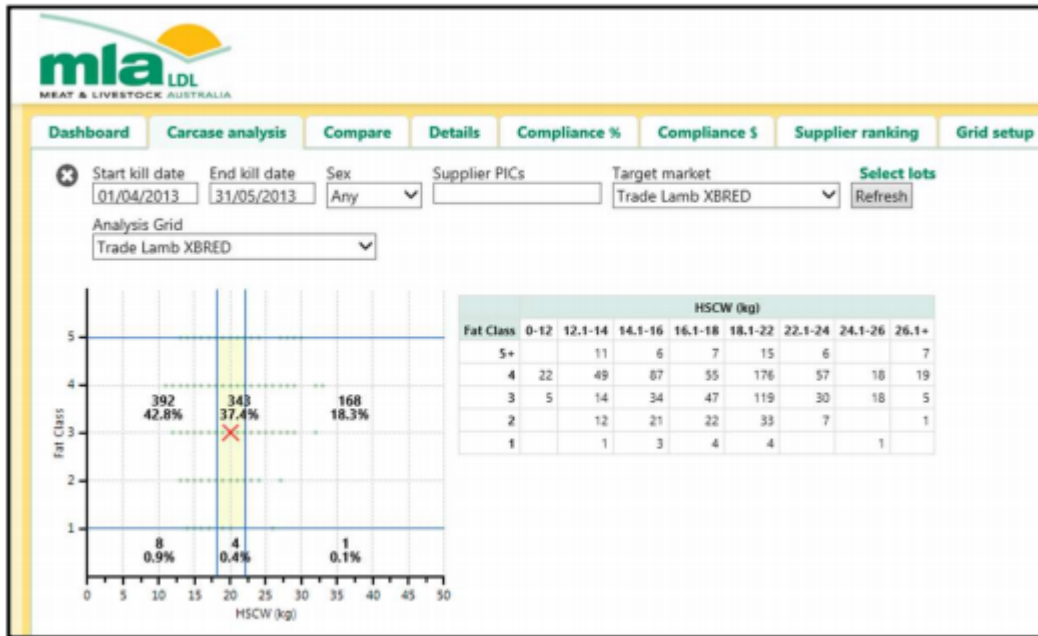 mla LDL
MEAT & LIVESTOCK AUSTRALIA
Dashboard Carcase analysis Compare Details Compliance % Compliance $ Supplier ranking Grid setup
Start kill date End kill date Sex Supplier PICs Target market Select lots
01/04/2013 31/05/2013 Any Trade Lamb XBRED Refresh
Analysis Grid
Trade Lamb XBRED
5
4
392 343 168
42.8% 37.4% 18.3%
Fat Class
3
2
1
8 4 1
0.9% 0.4% 0.1%
0 5 10 15 20 25 30 35 40 45 50
HSCW (kg)
HSCW (kg)
Fat Class 0-12 12.1-14 14.1-16 16.1-18 18.1-22 22.1-24 24.1-26 26.1+
5+ 11 6 7 15 6 7
4 22 49 87 55 176 57 18 19
3 5 14 34 47 119 30 18 5
2 12 21 22 33 7 1
1 1 3 4 4 1